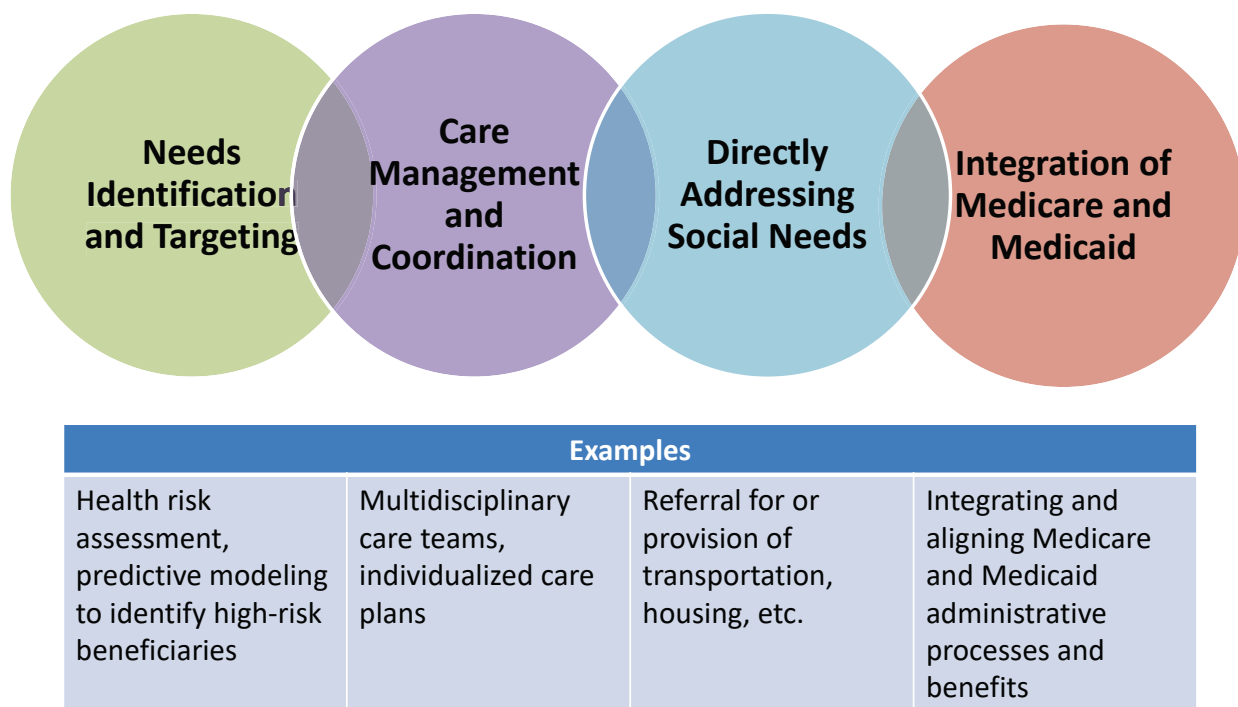 Needs
Identification
and Targeting
Care
Management
and
Coordination
Directly
Addressing
Social Needs
Integration of
Medicare and
Medicaid
Examples
Health risk
assessment,
predictive modeling
to identify high-risk
beneficiaries
Multidisciplinary
care teams,
individualized care
plans
Referral for or
provision of
transportation,
housing, etc.
Integrating and
aligning Medicare
and Medicaid
administrative
processes and
benefits